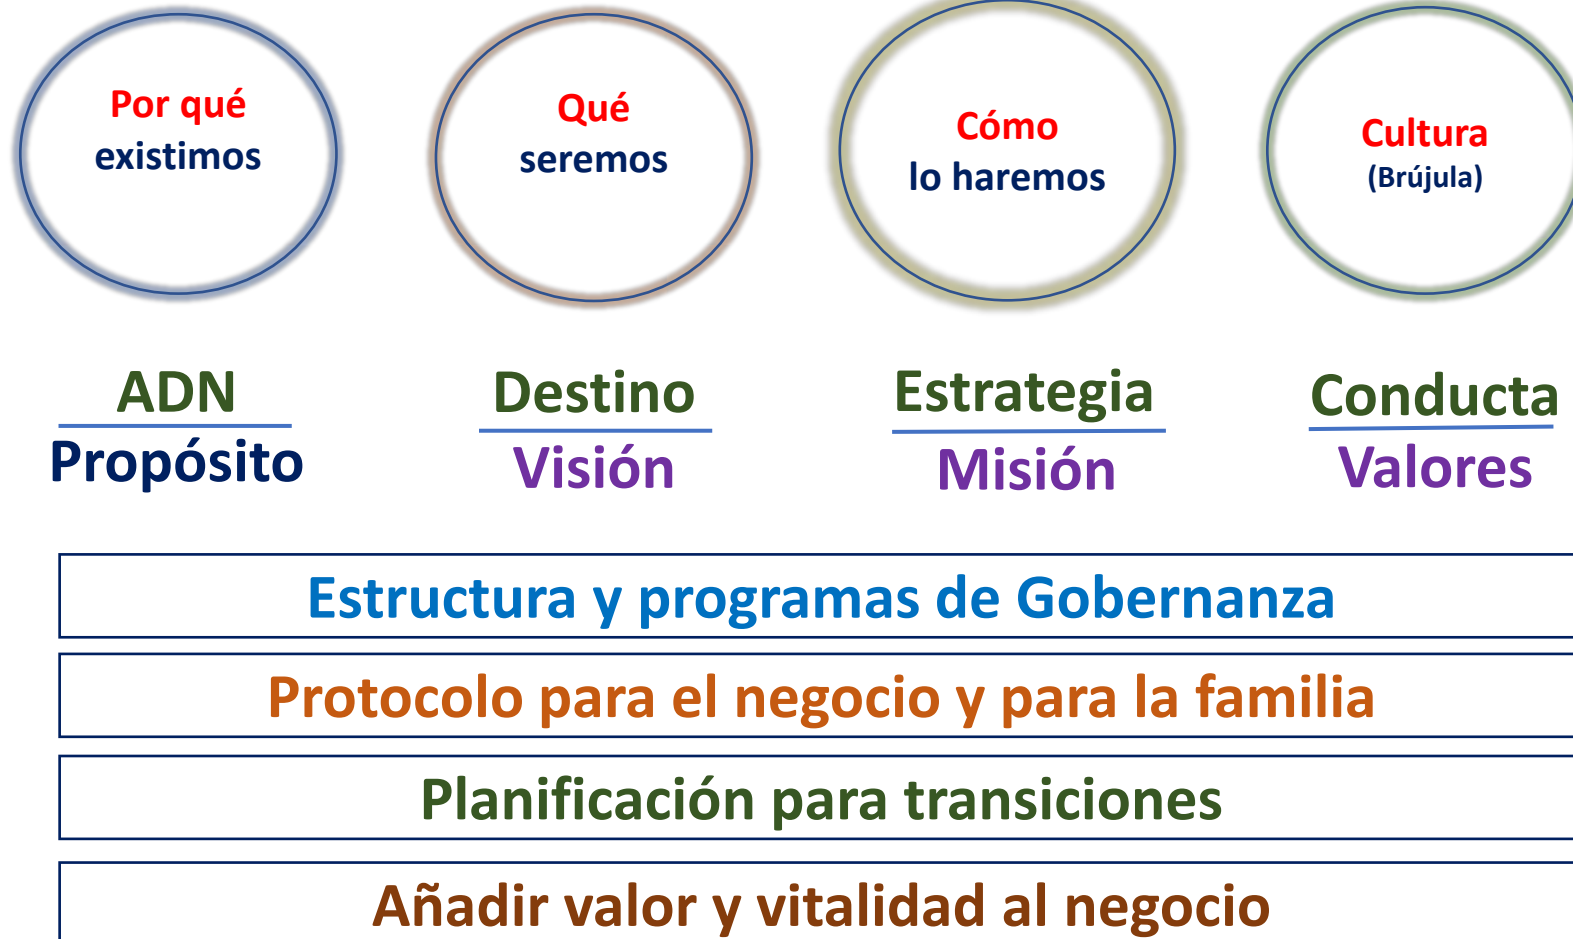 Por qué
existimos
Qué
seremos
Cómo
lo haremos
Cultura
(Brújula)
ADN
Propósito
Destino
Visión
Estrategia
Misión
Conducta
Valores
Estructura y programas de Gobernanza
Protocolo para el negocio y para la familia
Planificación para transiciones
Añadir valor y vitalidad al negocio